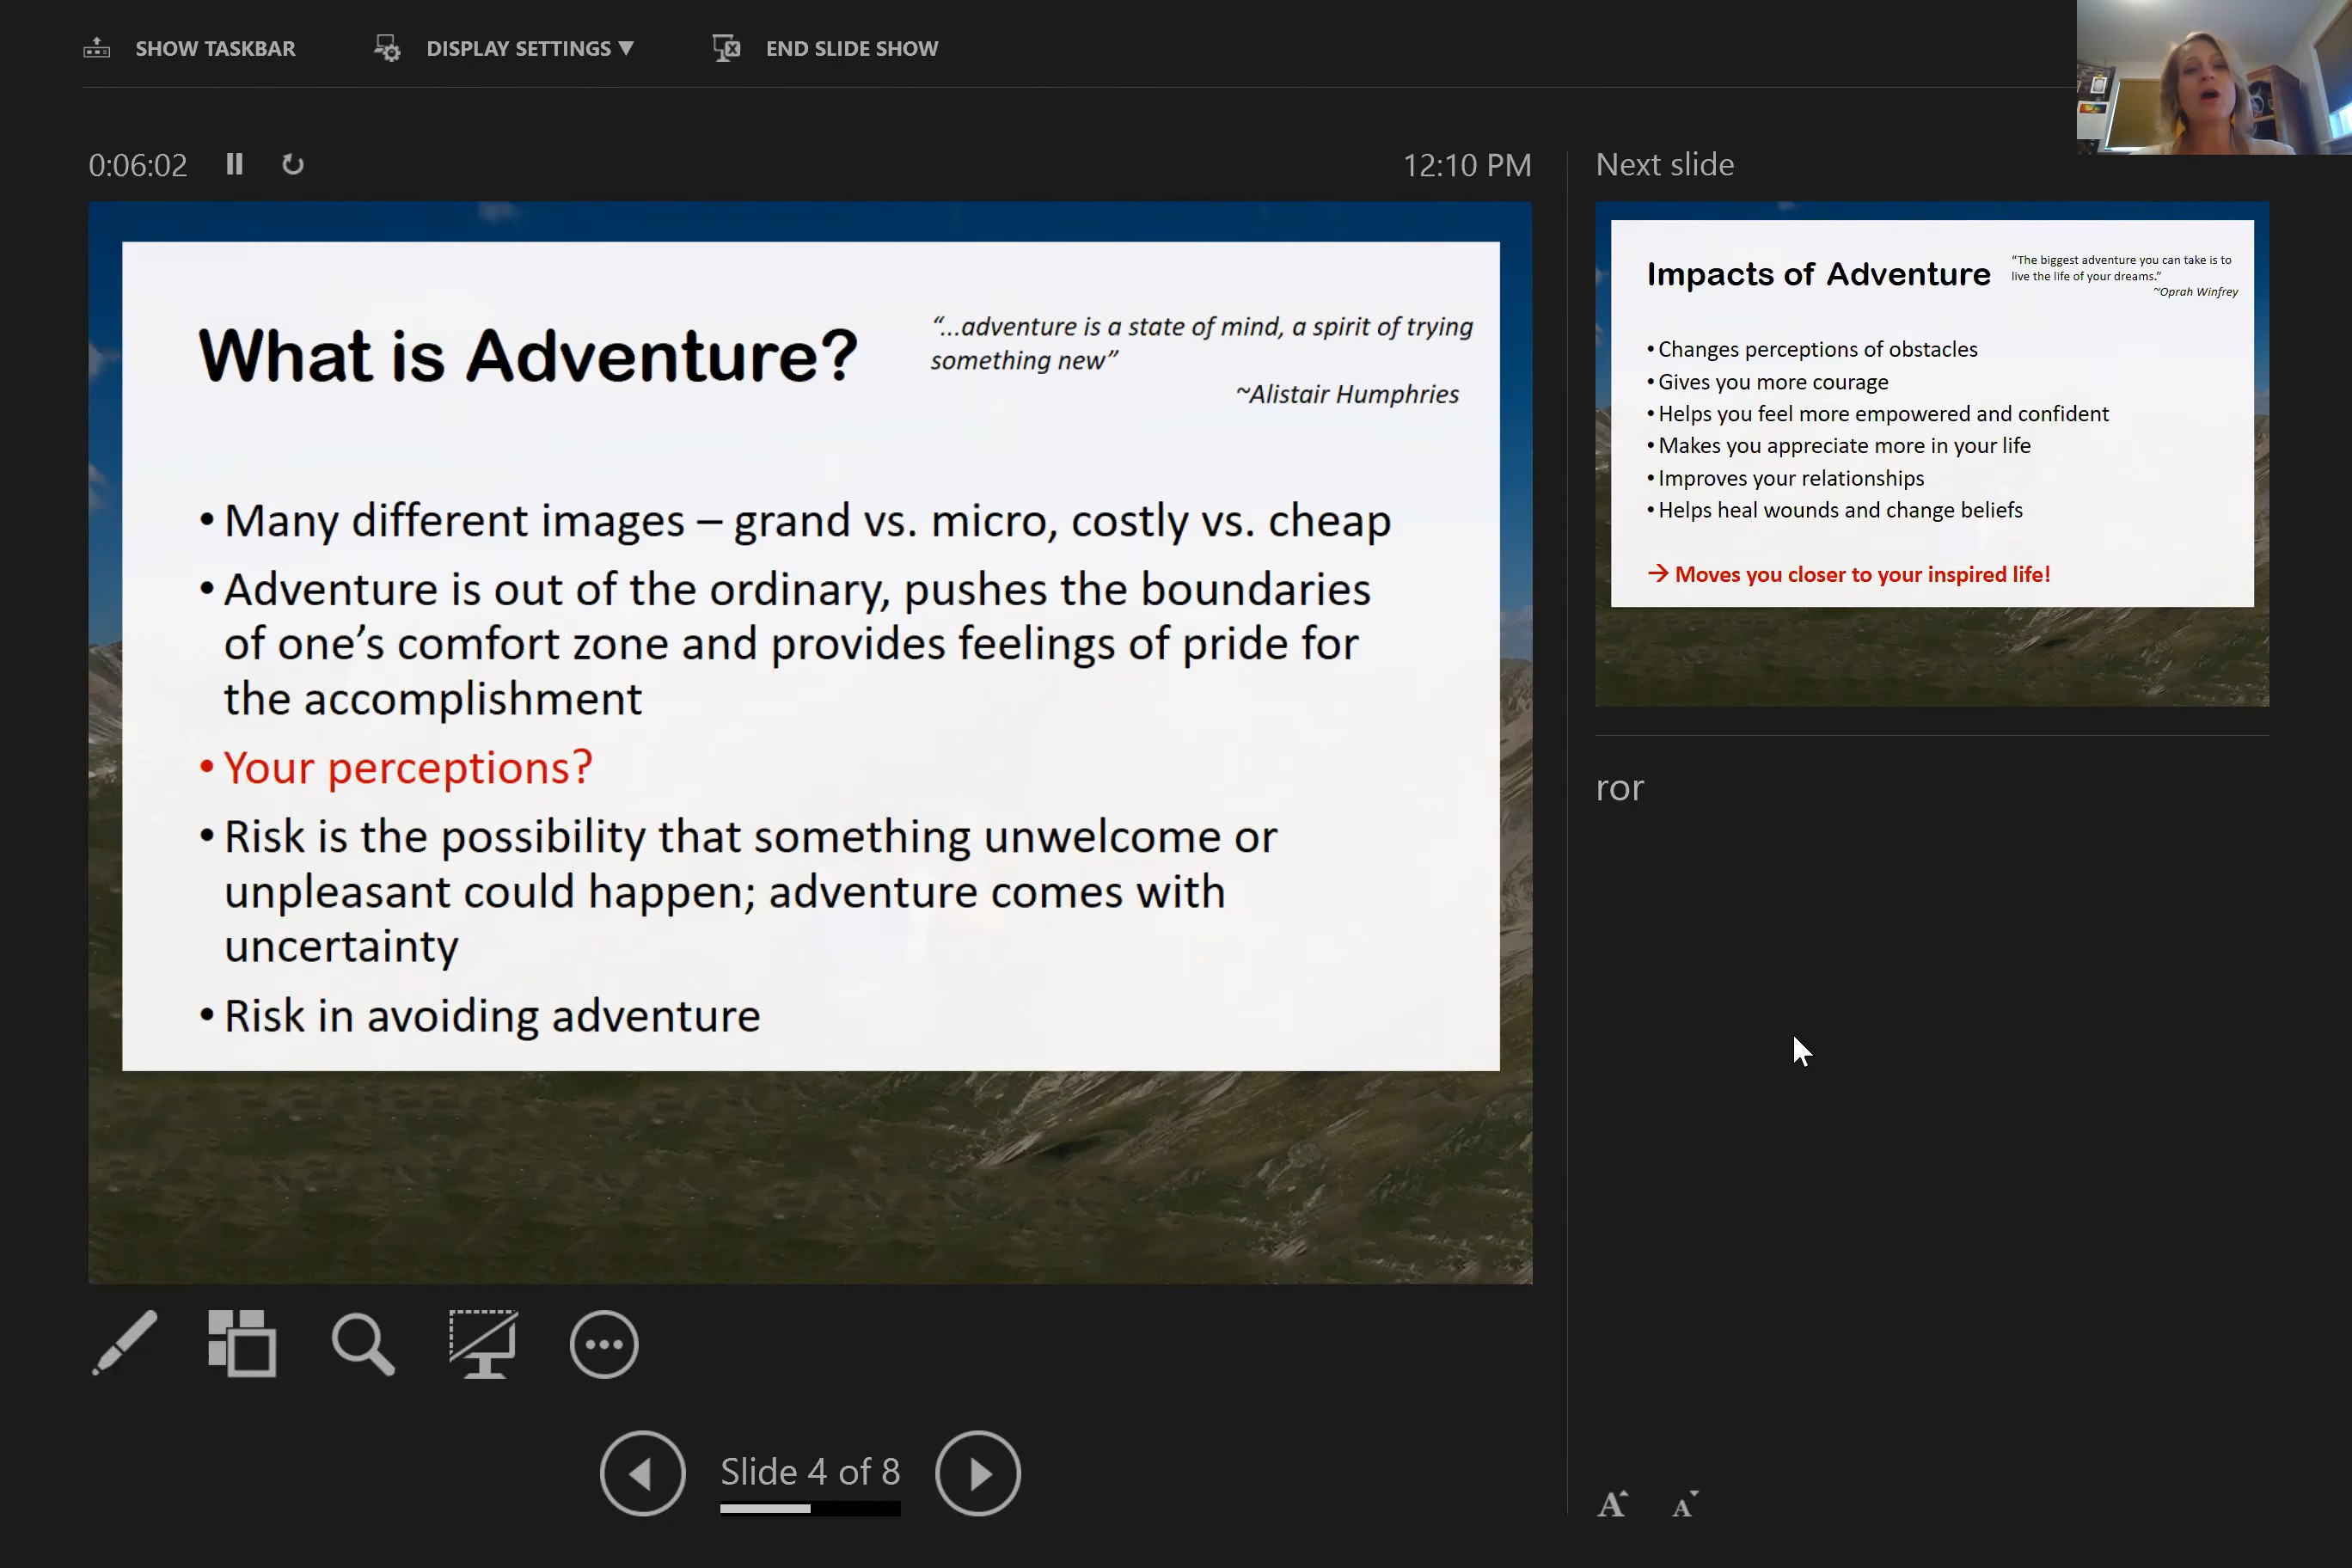 SHOW TASKBAR
DISPLAY SETTINGS ▼
END SLIDE SHOW
0:06:02
12:10 PM
What is Adventure?
“...adventure is a state of mind, a spirit of trying
something new”
~Alistair Humphries
• Many different images – grand vs. micro, costly vs. cheap
• Adventure is out of the ordinary, pushes the boundaries
of one’s comfort zone and provides feelings of pride for
the accomplishment
• Your perceptions?
• Risk is the possibility that something unwelcome or
unpleasant could happen; adventure comes with
uncertainty
• Risk in avoiding adventure
Slide 4 of 8
Next slide
Impacts of Adventure
“The biggest adventure you can take is to
live the life of your dreams.”
~Oprah Winfrey
• Changes perceptions of obstacles
• Gives you more courage
• Helps you feel more empowered and confident
• Makes you appreciate more in your life
• Improves your relationships
• Helps heal wounds and change beliefs
→ Moves you closer to your inspired life!
ror
A A